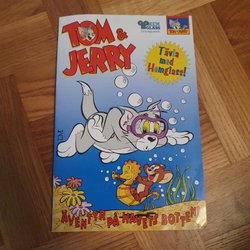 TOM &
JERRY
Tävla
med
Hemglass!
ÄVENTYR PÅ HAVETS BOTTEN